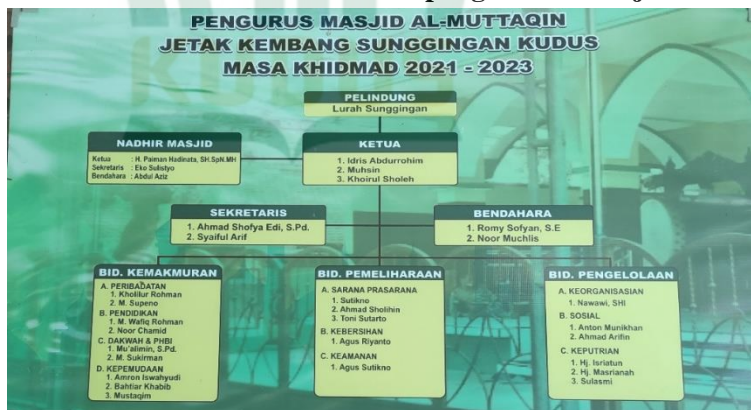 PENGURUS MASJID AL-MUTTAQIN
JETAK KEMBANG SUNGGINGAN KUDUS
MASA KHIDMAD 2021 - 2023
PELINDUNG
Lurah Sunggingan
NADHIR MASJID
Ketua : H. Paiman Hadinata, SH.SpN.MH
Sekretaris : Eko Sulistyo
Bendahara : Abdul Aziz
KETUA
1. Idris Abdurrohim
2. Muhsin
3. Khoirul Sholeh
SEKRETARIS
1. Ahmad Shofya Edi, S.Pd.
2. Syaiful Arif
BENDAHARA
1. Romy Sofyan, S.E
2. Noor Muchlis
BID. KEMAKMURAN
A. PERIBADATAN
1. Kholilur Rohman
2. M. Supeno
B. PENDIDIKAN
1. M. Wafiq Rohman
2. Noor Chamid
C. DAKWAH & PHBI
1. Mu'alimin, S.Pd.
2. M. Sukirman
D. KEPEMUDAAN
1. Amron Iswahyudi
2. Bahtiar Khabib
3. Mustaqim
BID. PEMELIHARAAN
A. SARANA PRASARANA
1. Sutikno
2. Ahmad Sholihin
3. Toni Sutarto
B. KEBERSIHAN
1. Agus Riyanto
C. KEAMANAN
1. Agus Sutikno
BID. PENGELOLAAN
A. KEORGANISASIAN
1. Nawawi, SHI
B. SOSIAL
1. Anton Munikhan
2. Ahmad Arifin
C. KEPUTRIAN
1. Hj. Isriatun
2. Hj. Masrianah
3. Sulasmi